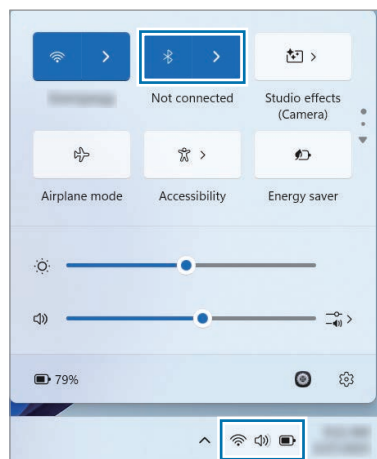 Not connected
Studio effects
(Camera)
Airplane mode
Accessibility
Energy saver
79%